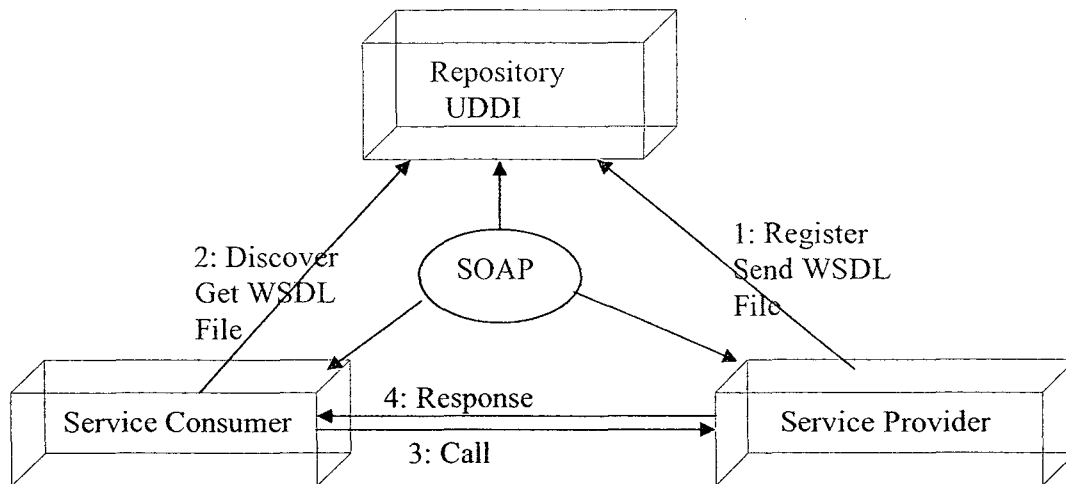 Repository
UDDI
2: Discover
Get WSDL
File
SOAP
1: Register
Send WSDL
File
Service Consumer
4: Response
3: Call
Service Provider